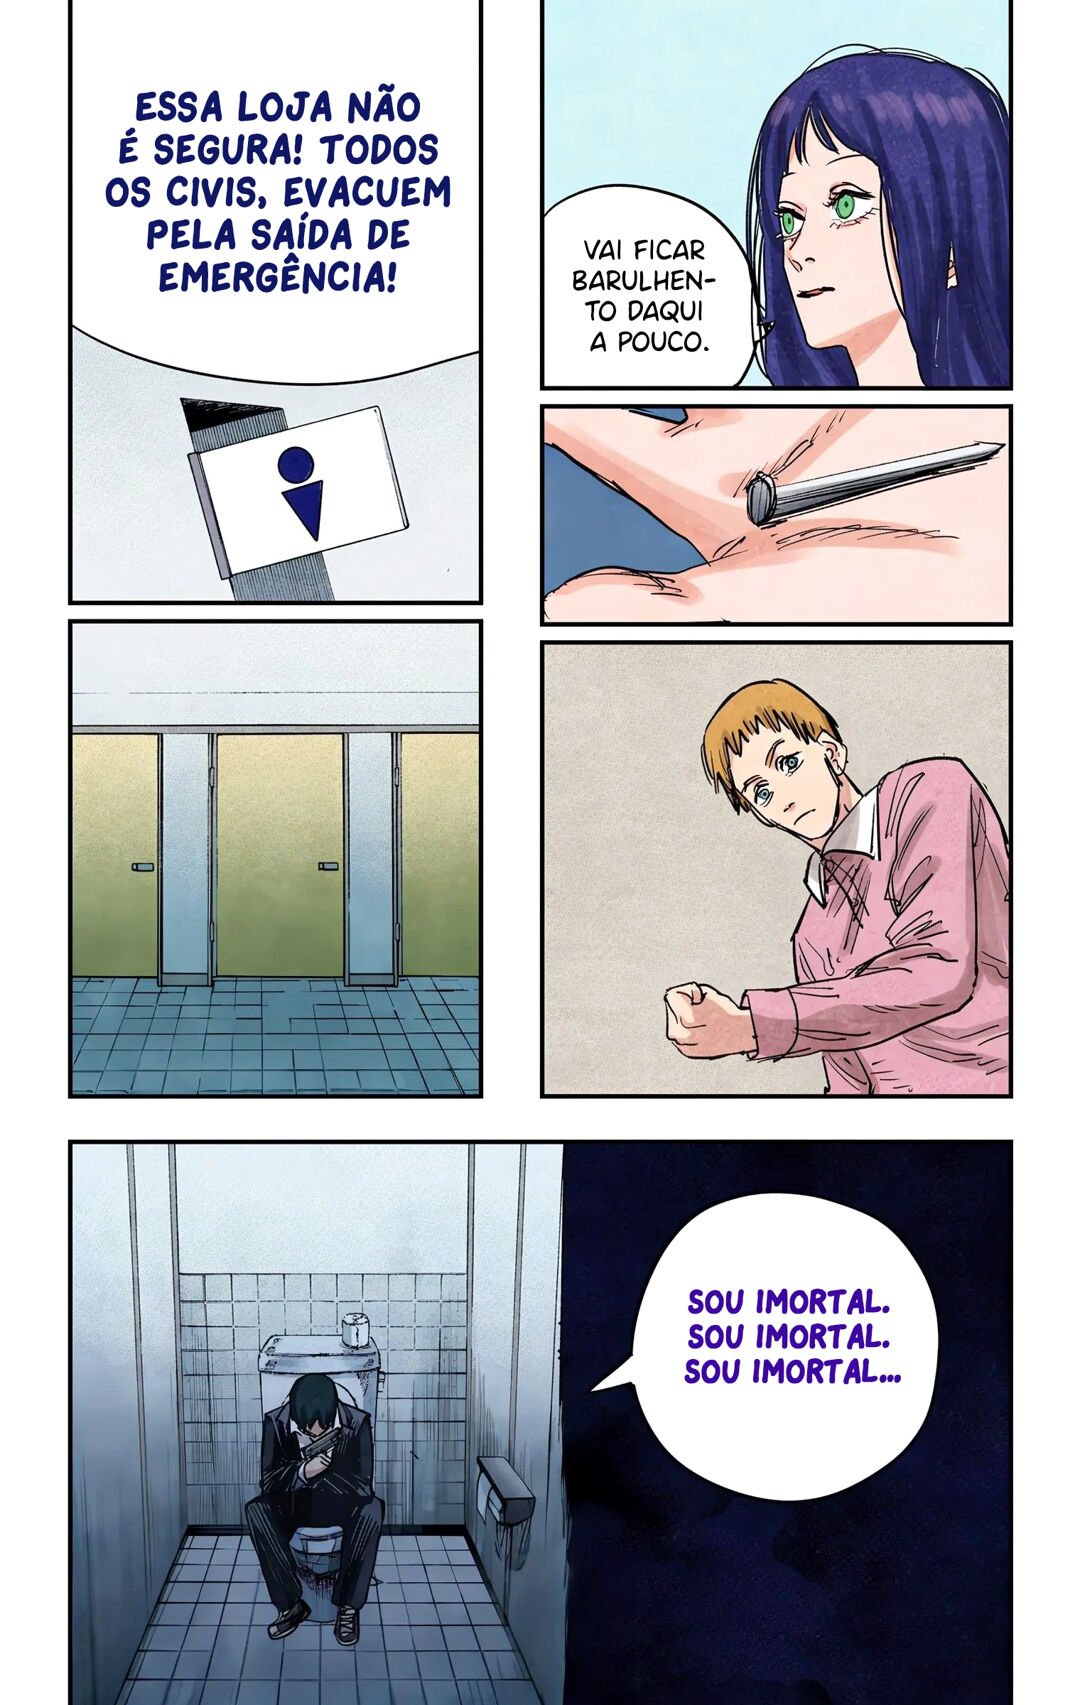 VAI FICAR
BARULHEN-
TO DAQUI
A POUCO.
ESSA LOJA NÃO
É SEGURA! TODOS
OS CIVIS, EVACUEM
PELA SAÍDA DE
EMERGÊNCIA!
SOU IMORTAL.
SOU IMORTAL.
SOU IMORTAL...